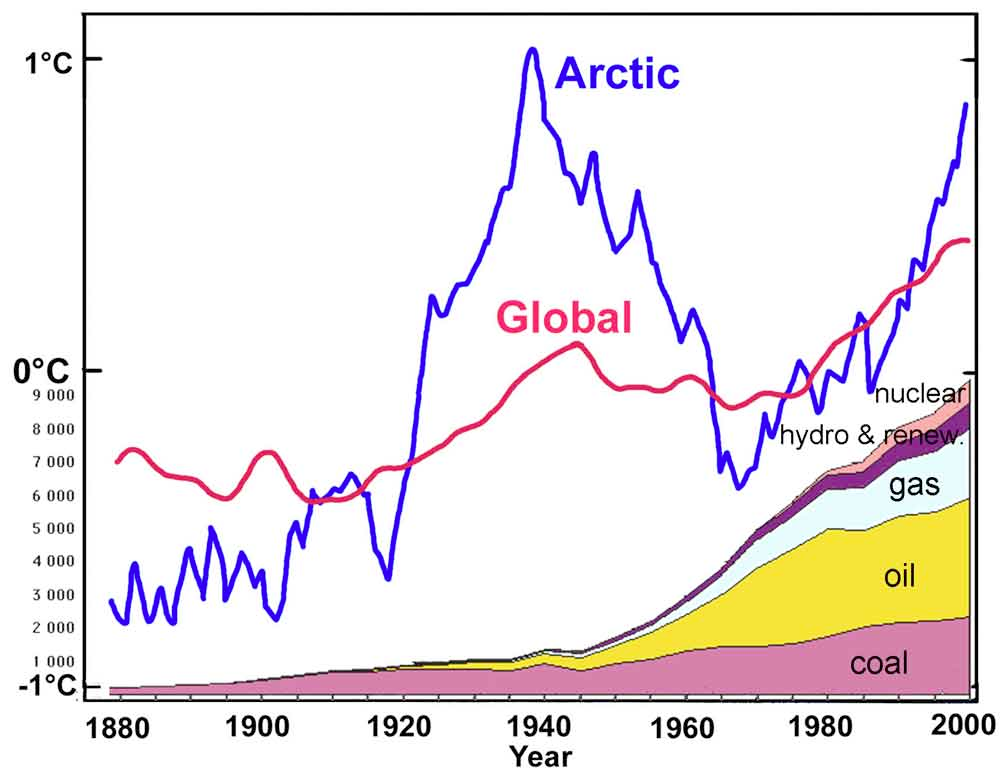 1°C
Arctic
Global
0°C
9 000
nuclear
8 000
hydro & renew.
7 000
gas
6 000
5 000
4 000
oil
3 000
2 000
1 000
coal
-1°C
1880 1900 1920 1940 1960 1980 2000
Year